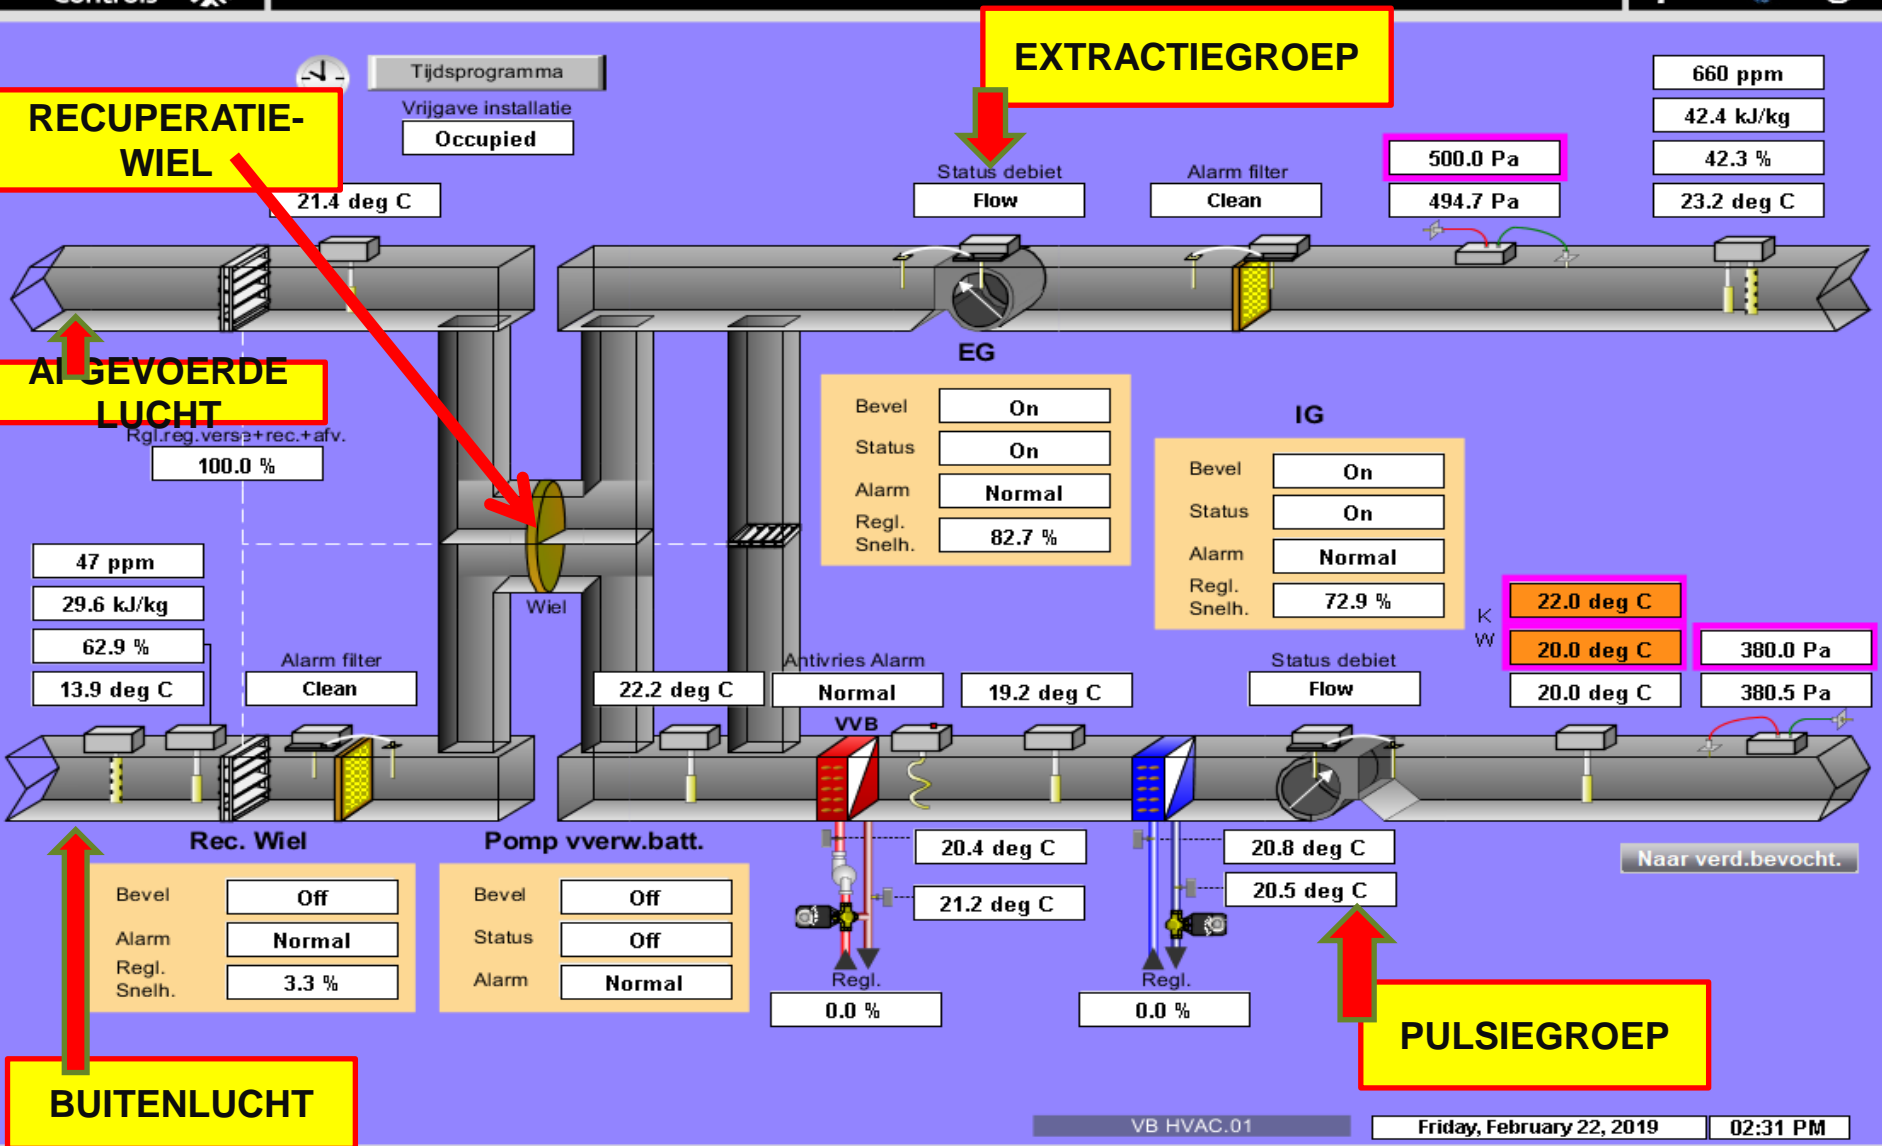 Controls
EXTRACTIEGROEP
Tijdsprogramma
Vrijgave installatie
Occupied
RECUPERATIE-
WIEL
21.4 deg C
Status debiet
Flow
Alarm filter
Clean
500.0 Pa
494.7 Pa
660 ppm
42.4 kJ/kg
42.3 %
23.2 deg C
AFGEVOERDE
LUCHT
Rgl.reg.verse+rec.+afv.
100.0 %
EG
Bevel On
Status On
Alarm Normal
Regl.
Snelh. 82.7 %
IG
Bevel On
Status On
Alarm Normal
Regl.
Snelh. 72.9 %
Wiel
47 ppm
29.6 kJ/kg
62.9 %
13.9 deg C
Alarm filter
Clean
22.2 deg C
Antivries Alarm
Normal
VVB
19.2 deg C
Status debiet
Flow
K
W
22.0 deg C
20.0 deg C
20.0 deg C
380.0 Pa
380.5 Pa
Rec. Wiel
Bevel Off
Alarm Normal
Regl.
Snelh. 3.3 %
Pomp vverw.batt.
Bevel Off
Status Off
Alarm Normal
20.4 deg C
21.2 deg C
Regl.
0.0 %
20.8 deg C
20.5 deg C
Regl.
0.0 %
Naar verd.bevocht.
PULSIEGROEP
BUITENLUCHT
VB HVAC.01
Friday, February 22, 2019
02:31 PM